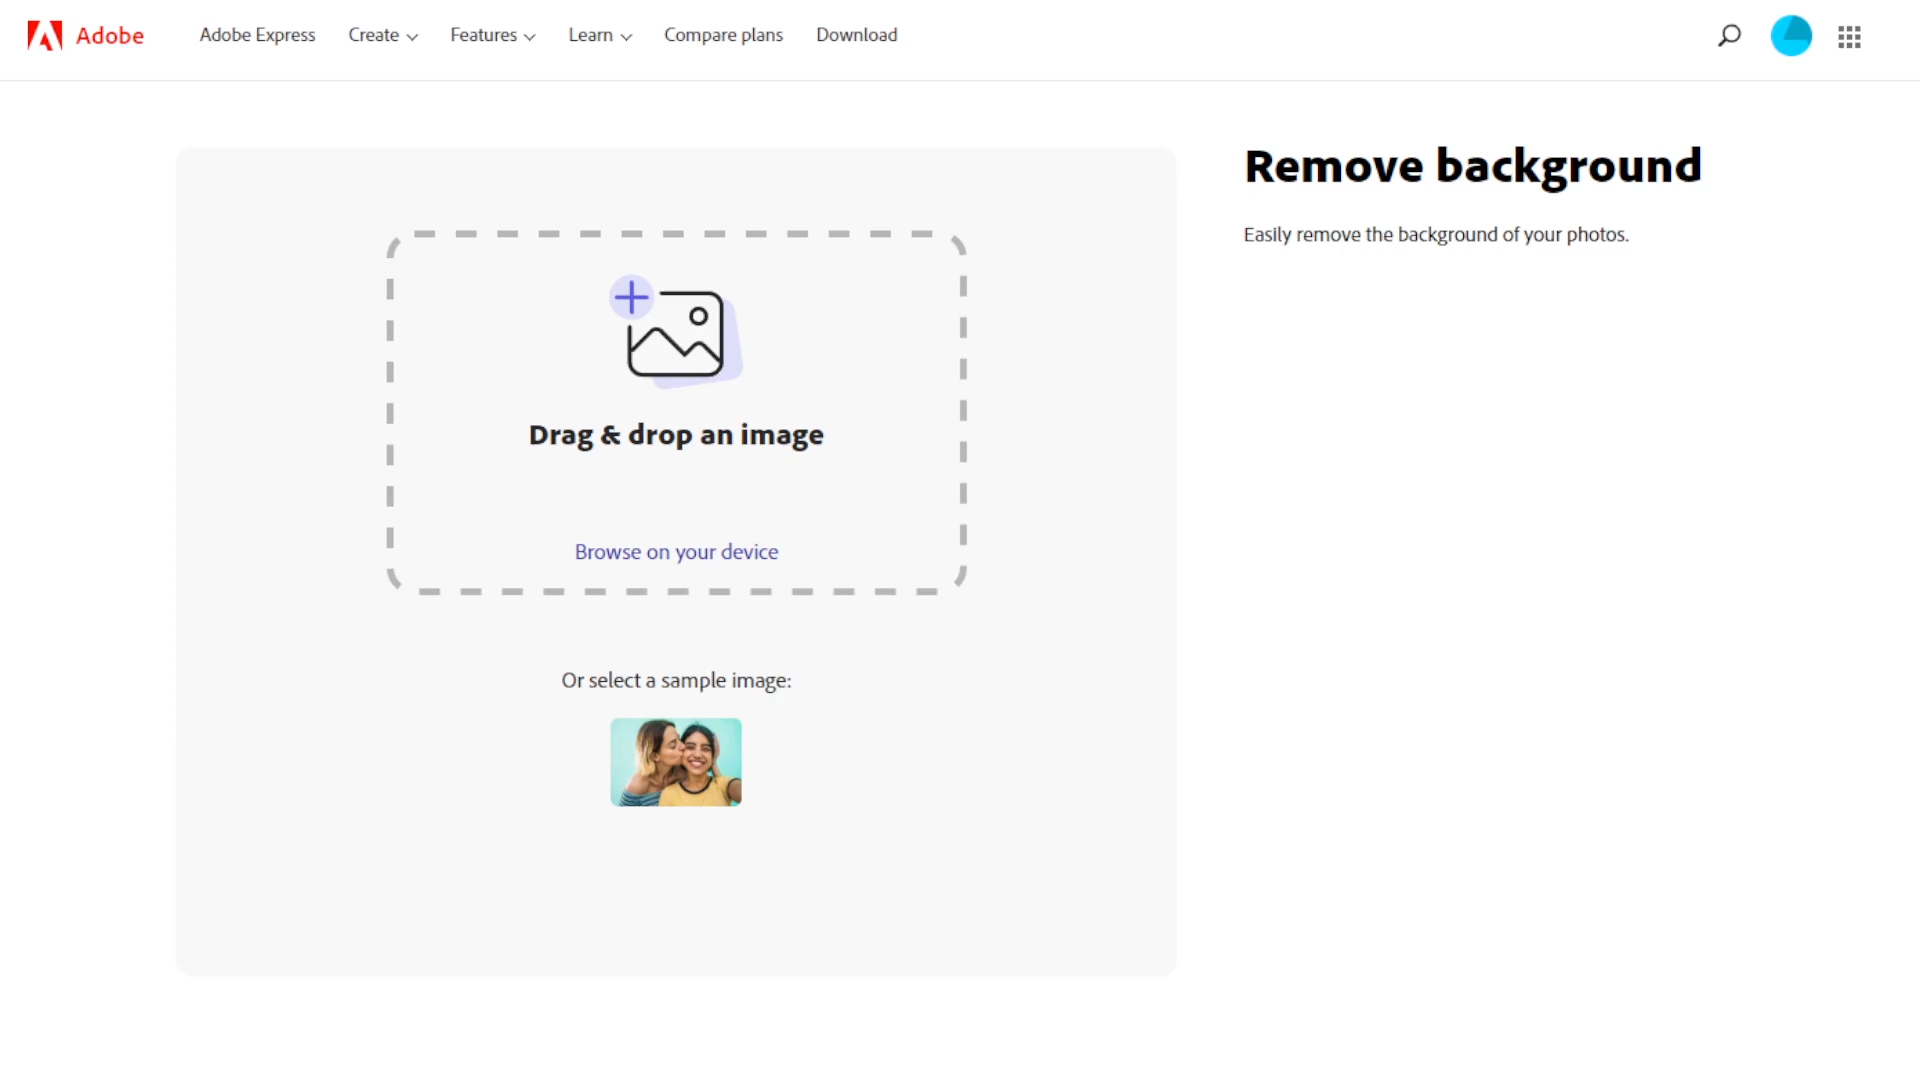 Adobe
Adobe Express Create Features Learn Compare plans Download
Remove background
Easily remove the background of your photos.
Drag & drop an image
Browse on your device
Or select a sample image: